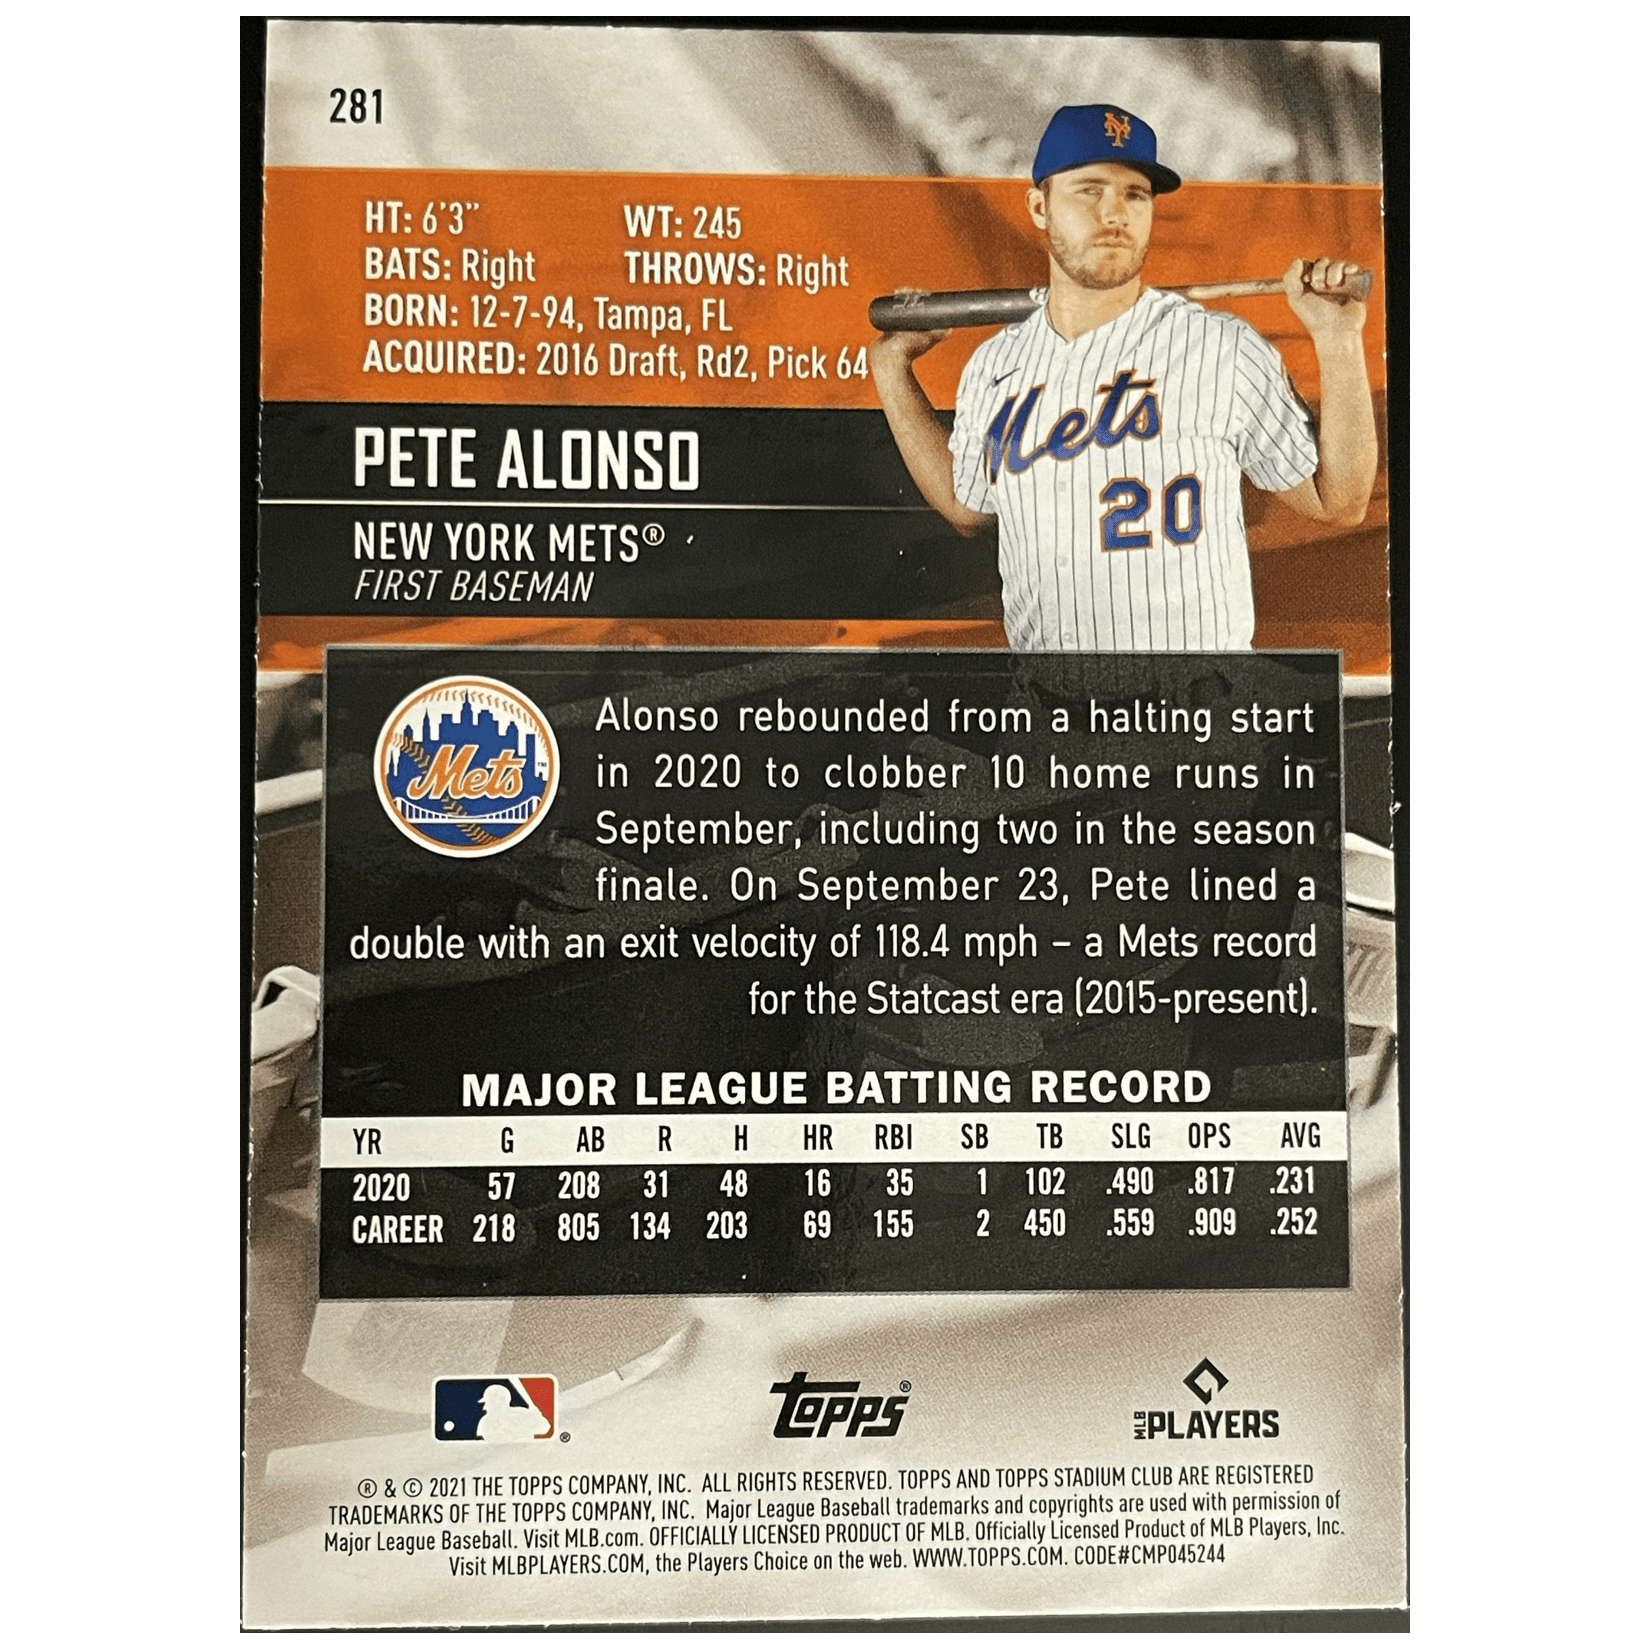 281
HT: 6'3" WT: 245
BATS: Right THROWS: Right
BORN: 12-7-94, Tampa, FL
ACQUIRED: 2016 Draft, Rd2, Pick 64
PETE ALONSO
NEW YORK METS®
FIRST BASEMAN
NY
Mets
20
Mets™
Alonso rebounded from a halting start
in 2020 to clobber 10 home runs in
September, including two in the season
finale. On September 23, Pete lined a
double with an exit velocity of 118.4 mph – a Mets record
for the Statcast era (2015-present).
MAJOR LEAGUE BATTING RECORD
YR G AB R H HR RBI SB TB SLG OPS AVG
2020 57 208 31 48 16 35 1 102 .490 .817 .231
CAREER 218 805 134 203 69 155 2 450 .559 .909 .252
®
topps®
MLB PLAYERS
® & © 2021 THE TOPPS COMPANY, INC. ALL RIGHTS RESERVED. TOPPS AND TOPPS STADIUM CLUB ARE REGISTERED
TRADEMARKS OF THE TOPPS COMPANY, INC. Major League Baseball trademarks and copyrights are used with permission of
Major League Baseball. Visit MLB.com. OFFICIALLY LICENSED PRODUCT OF MLB. Officially Licensed Product of MLB Players, Inc.
Visit MLBPLAYERS.COM, the Players Choice on the web. WWW.TOPPS.COM. CODE#CMP045244